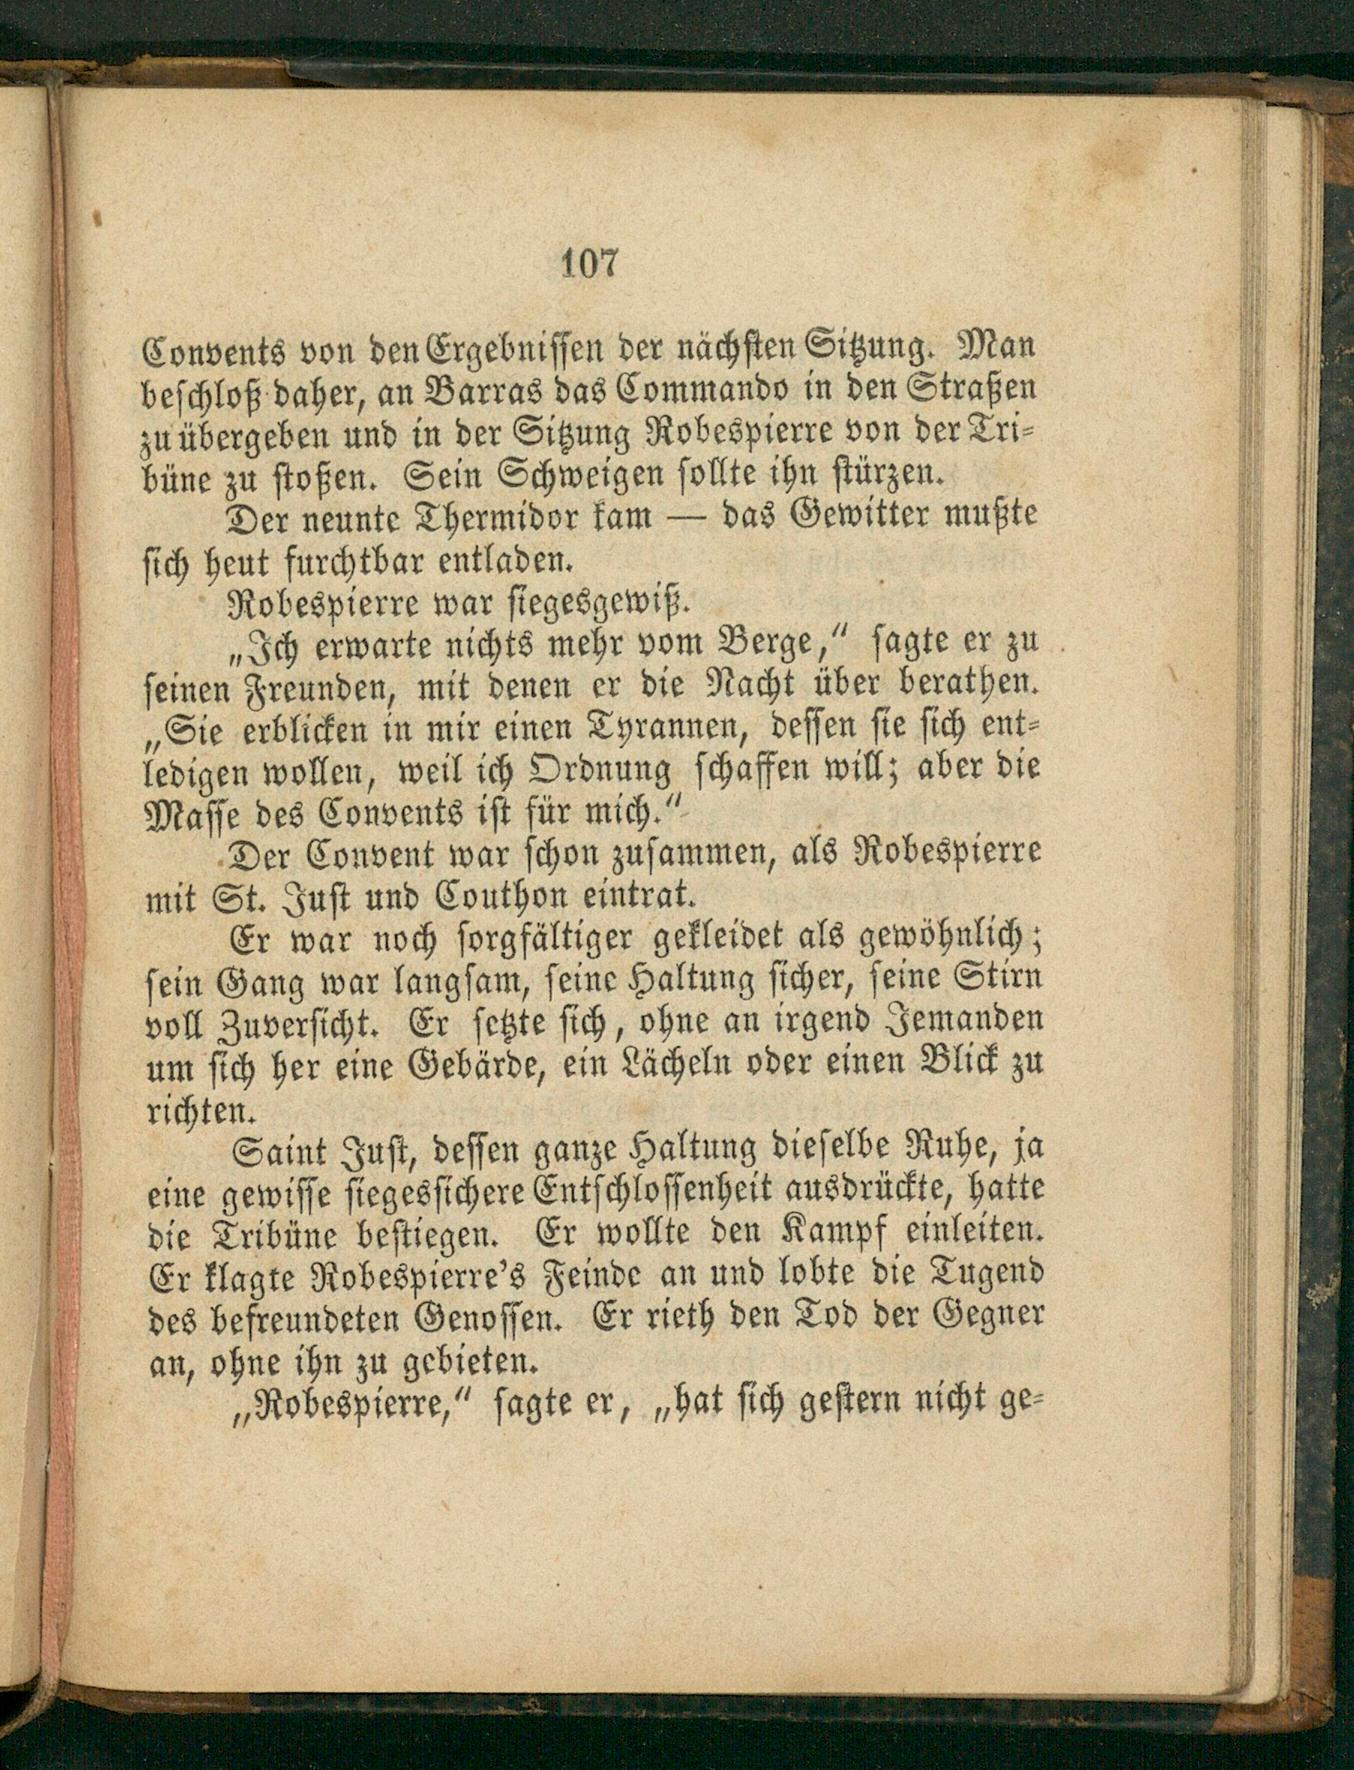 107
Convents von den Ergebnissen der nächsten Sitzung. Man
beschloß daher, an Barras das Commando in den Straßen
zu übergeben und in der Sitzung Robespierre von der Tri-
büne zu stoßen. Sein Schweigen sollte ihn stürzen.
Der neunte Thermidor kam — das Gewitter mußte
sich heut furchtbar entladen.
Robespierre war siegesgewiß.
„Ich erwarte nichts mehr vom Berge,“ sagte er zu
seinen Freunden, mit denen er die Nacht über berathen.
„Sie erblicken in mir einen Tyrannen, dessen sie sich ent-
ledigen wollen, weil ich Ordnung schaffen will; aber die
Masse des Convents ist für mich.“
Der Convent war schon zusammen, als Robespierre
mit St. Just und Couthon eintrat.
Er war noch sorgfältiger gekleidet als gewöhnlich;
sein Gang war langsam, seine Haltung sicher, seine Stirn
voll Zuversicht. Er setzte sich, ohne an irgend Jemanden
um sich her eine Gebärde, ein Lächeln oder einen Blick zu
richten.
Saint Just, dessen ganze Haltung dieselbe Ruhe, ja
eine gewisse siegessichere Entschlossenheit ausdrückte, hatte
die Tribüne bestiegen. Er wollte den Kampf einleiten.
Er klagte Robespierre’s Feinde an und lobte die Tugend
des befreundeten Genossen. Er rieth den Tod der Gegner
an, ohne ihn zu gebieten.
„Robespierre,“ sagte er, „hat sich gestern nicht ge-